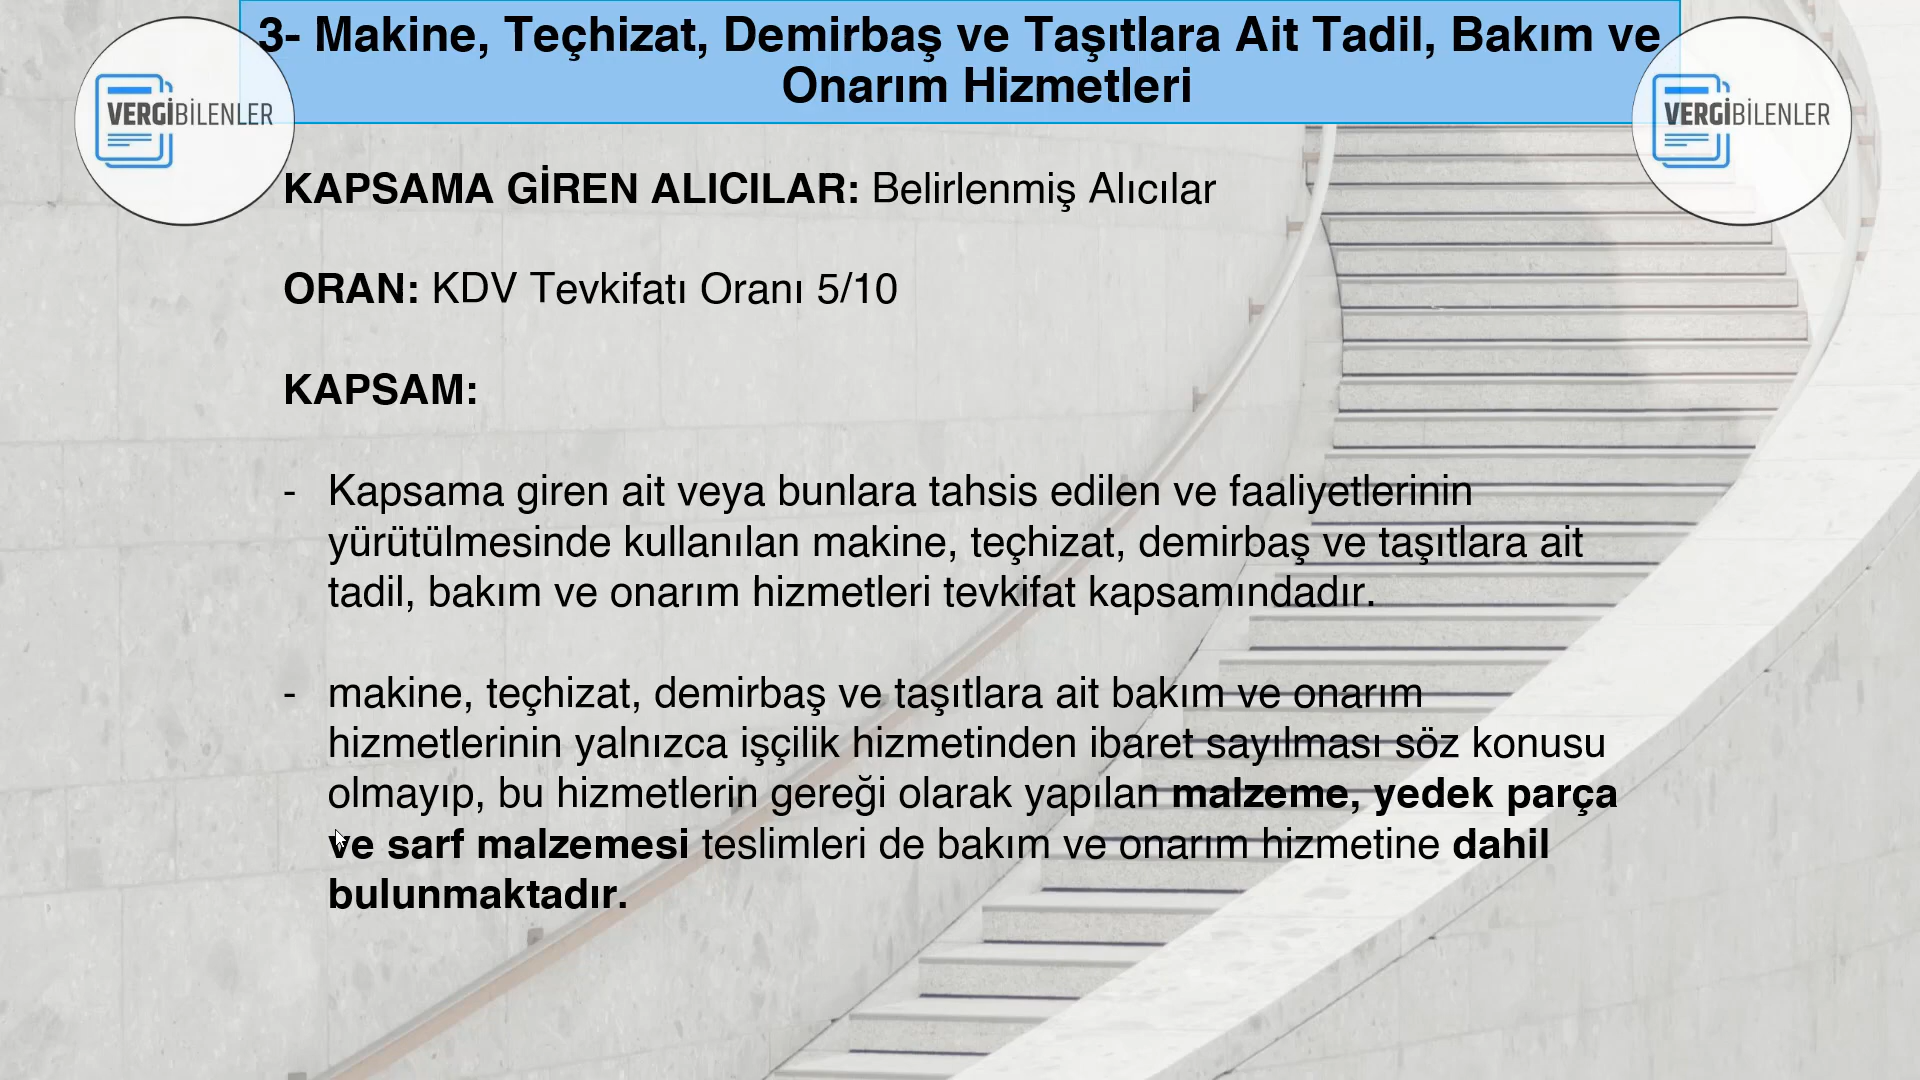 3- Makine, Teçhizat, Demirbaş ve Taşıtlara Ait Tadil, Bakım ve
Onarım Hizmetleri
VERGİBİLENLER
VERGİBİLENLER
KAPSAMA GİREN ALICILAR: Belirlenmiş Alıcılar
ORAN: KDV Tevkifatı Oranı 5/10
KAPSAM:
- Kapsama giren ait veya bunlara tahsis edilen ve faaliyetlerinin
yürütülmesinde kullanılan makine, teçhizat, demirbaş ve taşıtlara ait
tadil, bakım ve onarım hizmetleri tevkifat kapsamındadır.
- makine, teçhizat, demirbaş ve taşıtlara ait bakım ve onarım
hizmetlerinin yalnızca işçilik hizmetinden ibaret sayılması söz konusu
olmayıp, bu hizmetlerin gereği olarak yapılan malzeme, yedek parça
ve sarf malzemesi teslimleri de bakım ve onarım hizmetine dahil
bulunmaktadır.